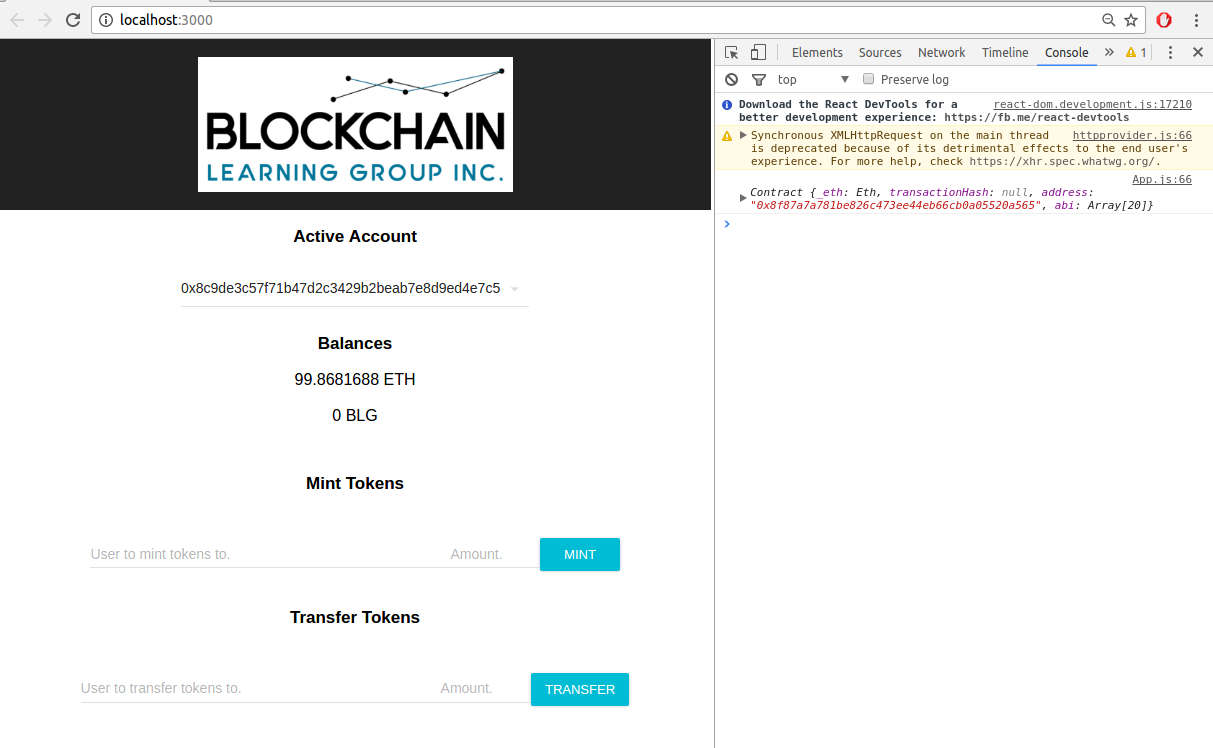 localhost:3000
BLOCKCHAIN
LEARNING GROUP INC.
Active Account
0x8c9de3c57f71b47d2c3429b2beab7e8d9ed4e7c5
Balances
99.8681688 ETH
0 BLG
Mint Tokens
User to mint tokens to. Amount. MINT
Transfer Tokens
User to transfer tokens to. Amount. TRANSFER
Elements Sources Network Timeline Console » 1
top Preserve log
Download the React DevTools for a react-dom.development.js:17210
better development experience: https://fb.me/react-devtools
Synchronous XMLHttpRequest on the main thread httpprovider.js:66
is deprecated because of its detrimental effects to the end user's
experience. For more help, check https://xhr.spec.whatwg.org/.
App.js:66
Contract {_eth: Eth, transactionHash: null, address:
"0x8f87a7a781be826c473ee44eb66cb0a05520a565", abi: Array[20]}